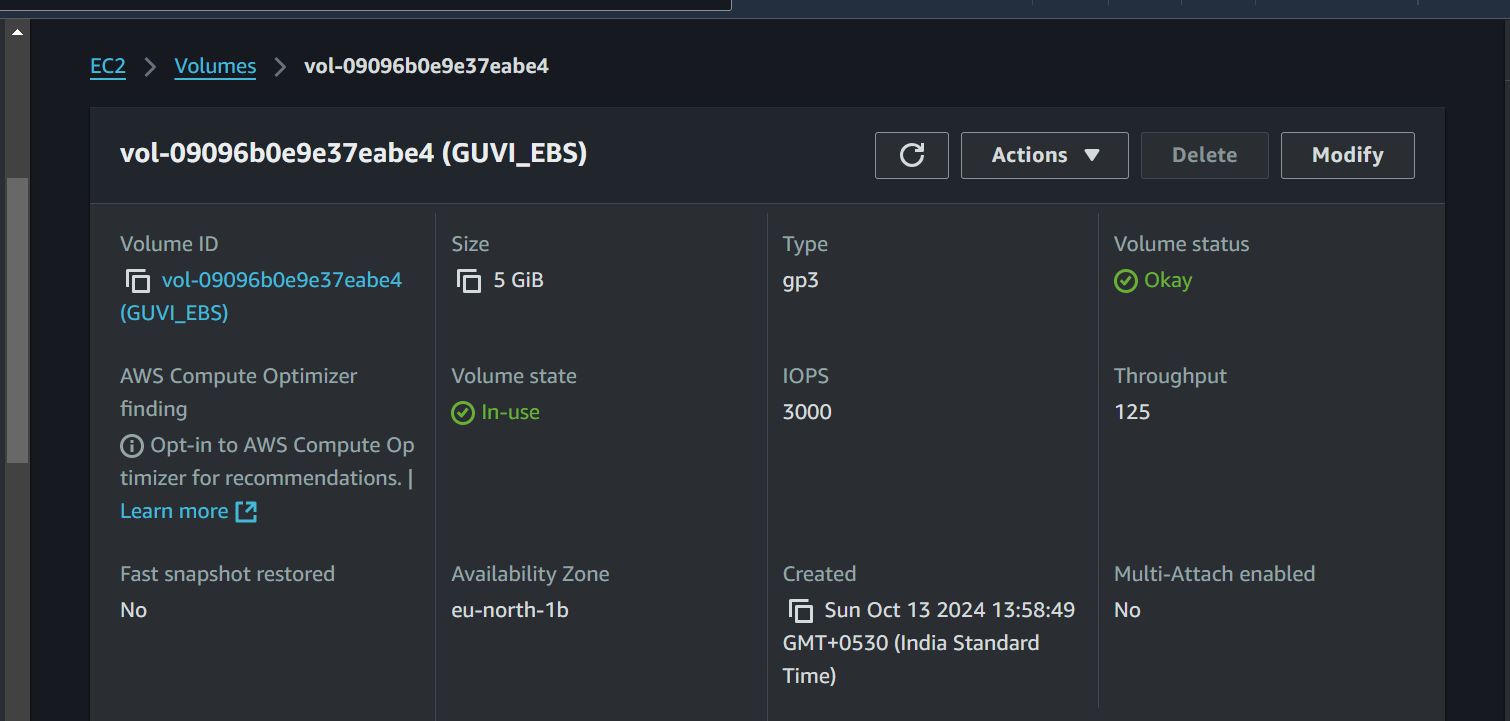 EC2 > Volumes > vol-09096b0e9e37eabe4
vol-09096b0e9e37eabe4 (GUVI_EBS)
Actions
Delete
Modify
Volume ID
vol-09096b0e9e37eabe4
(GUVI_EBS)
Size
5 GiB
Type
gp3
Volume status
Okay
AWS Compute Optimizer
finding
Opt-in to AWS Compute Op
timizer for recommendations. |
Learn more
Volume state
In-use
IOPS
3000
Throughput
125
Fast snapshot restored
No
Availability Zone
eu-north-1b
Created
Sun Oct 13 2024 13:58:49
GMT+0530 (India Standard
Time)
Multi-Attach enabled
No